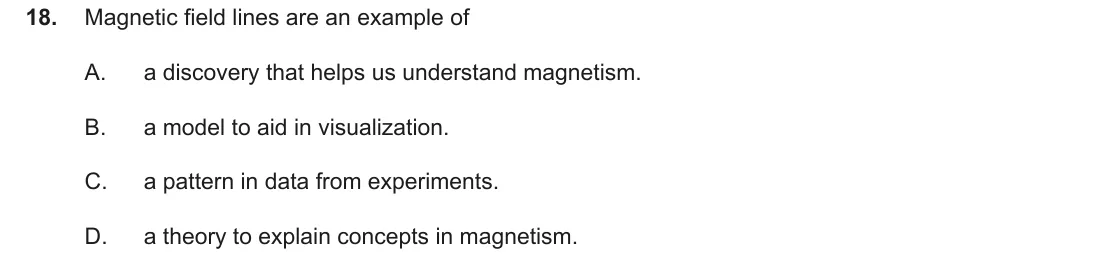 18. Magnetic field lines are an example of
A. a discovery that helps us understand magnetism.
B. a model to aid in visualization.
C. a pattern in data from experiments.
D. a theory to explain concepts in magnetism.